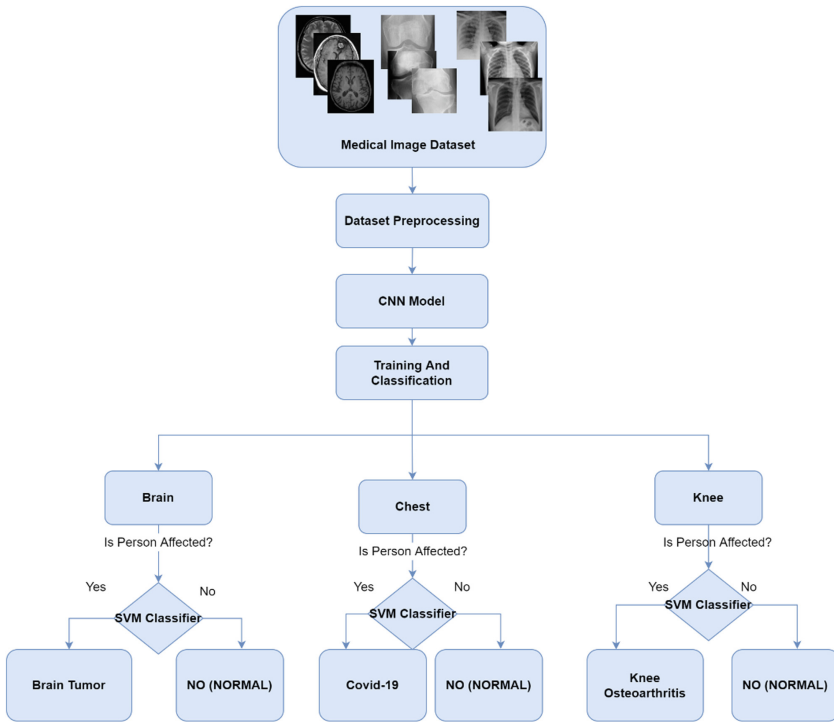 Medical Image Dataset
Dataset Preprocessing
CNN Model
Training And
Classification
Brain
Chest
Knee
Is Person Affected?
Is Person Affected?
Is Person Affected?
Yes
No
Yes
No
Yes
No
SVM Classifier
SVM Classifier
SVM Classifier
Brain Tumor
NO (NORMAL)
Covid-19
NO (NORMAL)
Knee
Osteoarthritis
NO (NORMAL)